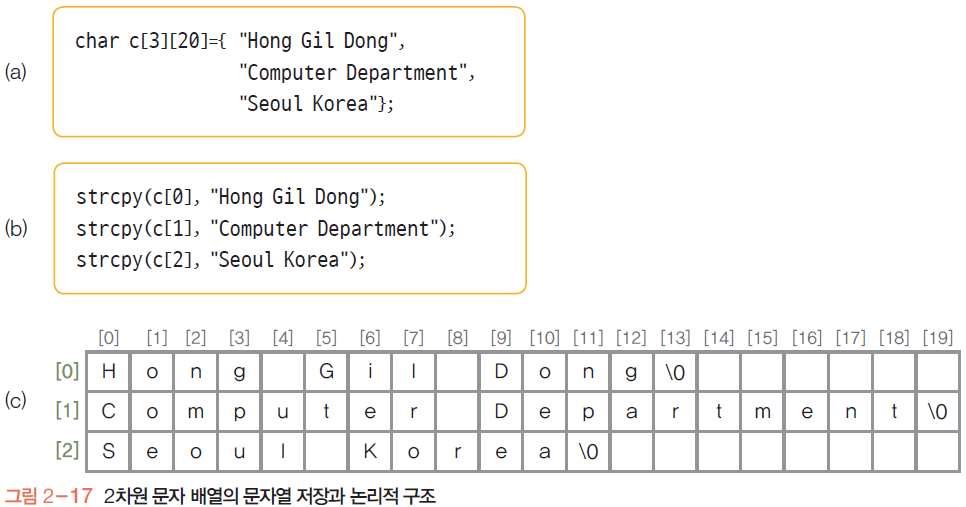 (a)
char c[3][20]={ "Hong Gil Dong",
"Computer Department",
"Seoul Korea"};
(b)
strcpy(c[0], "Hong Gil Dong");
strcpy(c[1], "Computer Department");
strcpy(c[2], "Seoul Korea");
(c)
[0] [1] [2] [3] [4] [5] [6] [7] [8] [9] [10] [11] [12] [13] [14] [15] [16] [17] [18] [19]
[0] H o n g G i l D o n g \0
[1] C o m p u t e r D e p a r t m e n t \0
[2] S e o u l K o r e a \0
그림 2-17 2차원 문자 배열의 문자열 저장과 논리적 구조